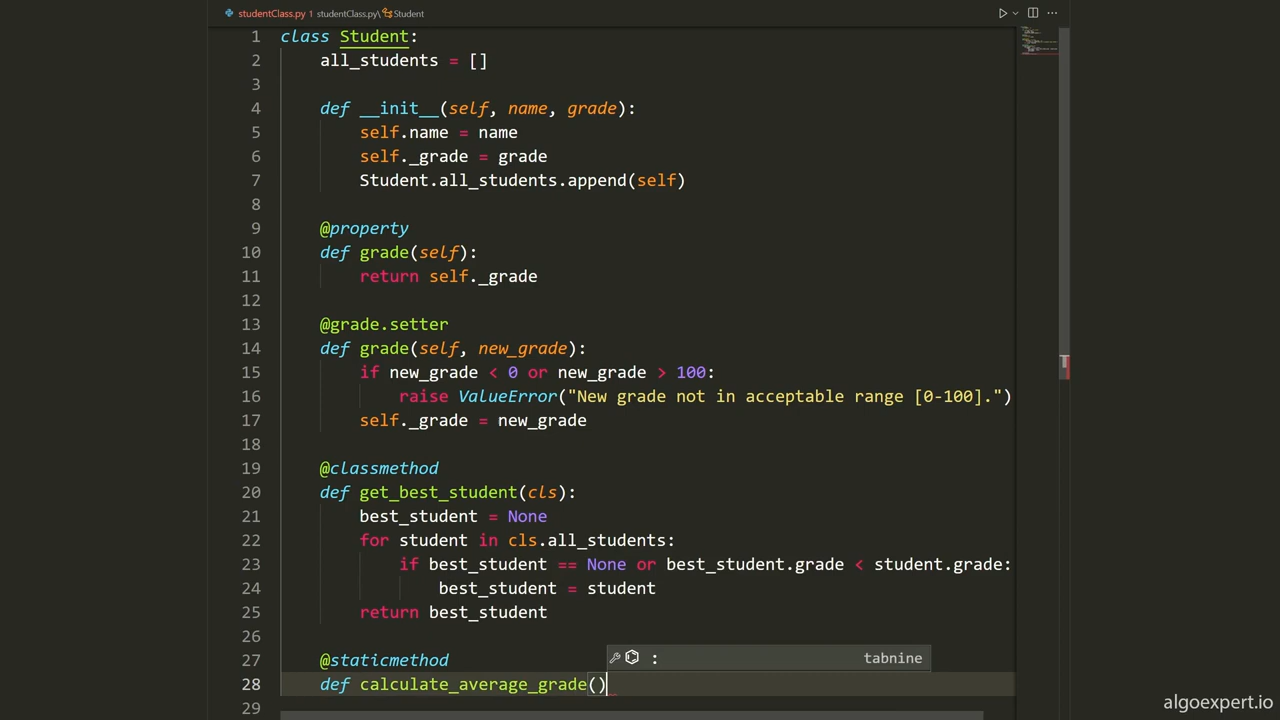 studentClass.py 1 studentClass.py\Student
1 class Student:
2 all_students = []
3
4 def __init__(self, name, grade):
5 self.name = name
6 self._grade = grade
7 Student.all_students.append(self)
8
9 @property
10 def grade(self):
11 return self._grade
12
13 @grade.setter
14 def grade(self, new_grade):
15 if new_grade < 0 or new_grade > 100:
16 raise ValueError("New grade not in acceptable range [0-100].")
17 self._grade = new_grade
18
19 @classmethod
20 def get_best_student(cls):
21 best_student = None
22 for student in cls.all_students:
23 if best_student == None or best_student.grade < student.grade:
24 best_student = student
25 return best_student
26
27 @staticmethod
: tabnine
28 def calculate_average_grade()
29
algoexpert.io